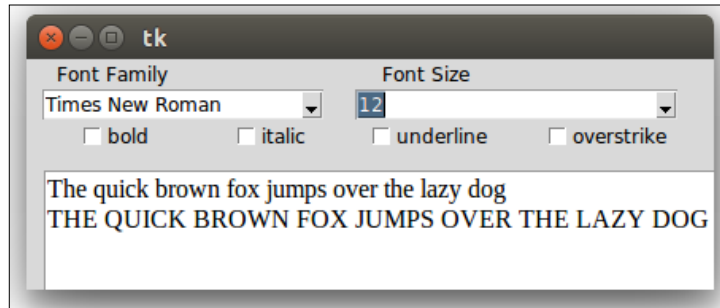 tk
Font Family Font Size
Times New Roman 12
bold italic underline overstrike
The quick brown fox jumps over the lazy dog
THE QUICK BROWN FOX JUMPS OVER THE LAZY DOG